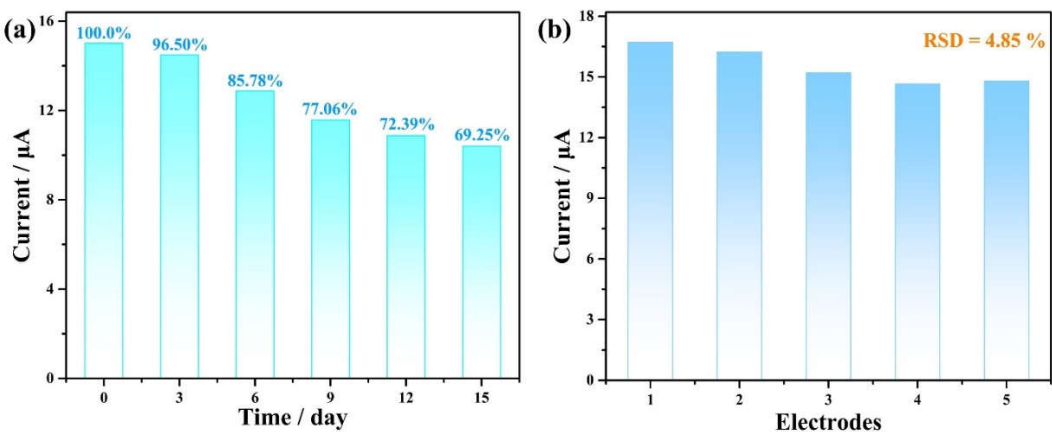 (a)
16
12
8
4
0
Current / μA
100.0%
96.50%
85.78%
77.06%
72.39%
69.25%
0 3 6 9 12 15
Time / day
(b)
18
15
12
9
6
3
0
Current / μA
RSD = 4.85 %
1 2 3 4 5
Electrodes